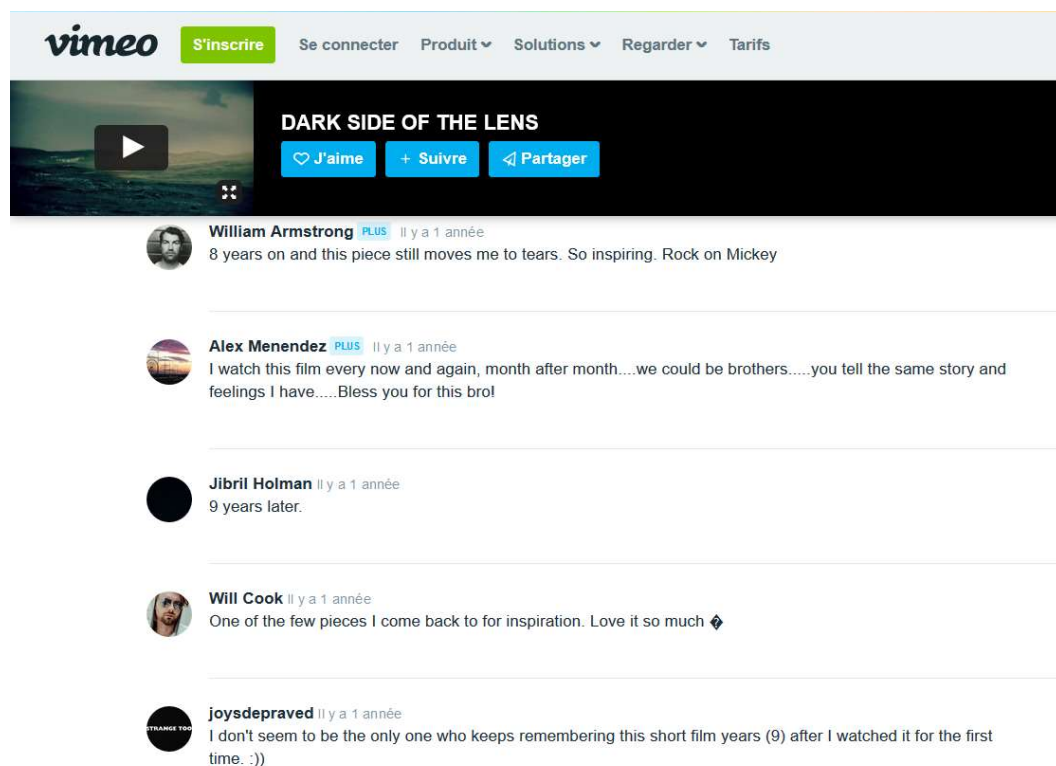 vimeo S'inscrire Se connecter Produit Solutions Regarder Tarifs
DARK SIDE OF THE LENS
J'aime + Suivre Partager
William Armstrong PLUS Il y a 1 année
8 years on and this piece still moves me to tears. So inspiring. Rock on Mickey
Alex Menendez PLUS Il y a 1 année
I watch this film every now and again, month after month....we could be brothers.....you tell the same story and
feelings I have.....Bless you for this bro!
Jibril Holman Il y a 1 année
9 years later.
Will Cook Il y a 1 année
One of the few pieces I come back to for inspiration. Love it so much �
joysdepraved Il y a 1 année
STRANGE TOO
I don't seem to be the only one who keeps remembering this short film years (9) after I watched it for the first
time. :))